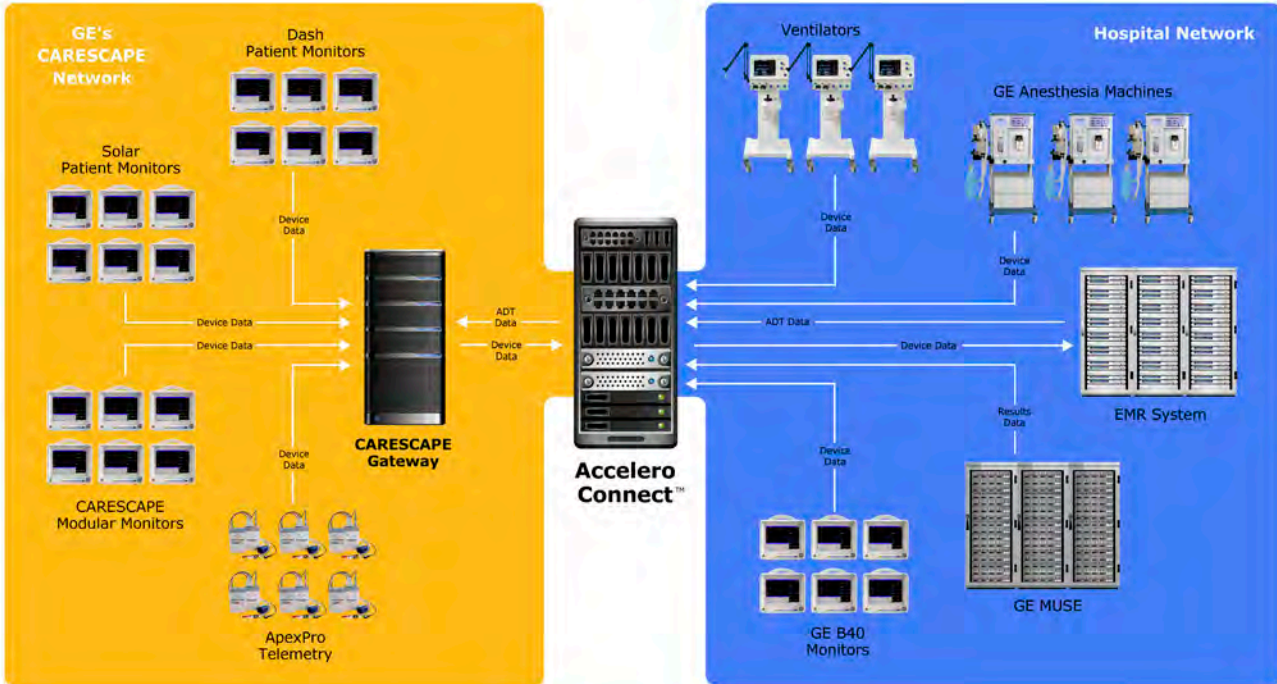 GE's
CARESCAPE
Network
Dash
Patient Monitors
Solar
Patient Monitors
Device
Data
Device Data
Device Data
CARESCAPE
Modular Monitors
Device
Data
ApexPro
Telemetry
CARESCAPE
Gateway
ADT
Data
Device
Data
Accelero
Connect™
Hospital Network
Ventilators
GE Anesthesia Machines
Device
Data
Device
Data
ADT Data
Device Data
EMR System
Results
Data
Device
Data
GE MUSE
GE B40
Monitors